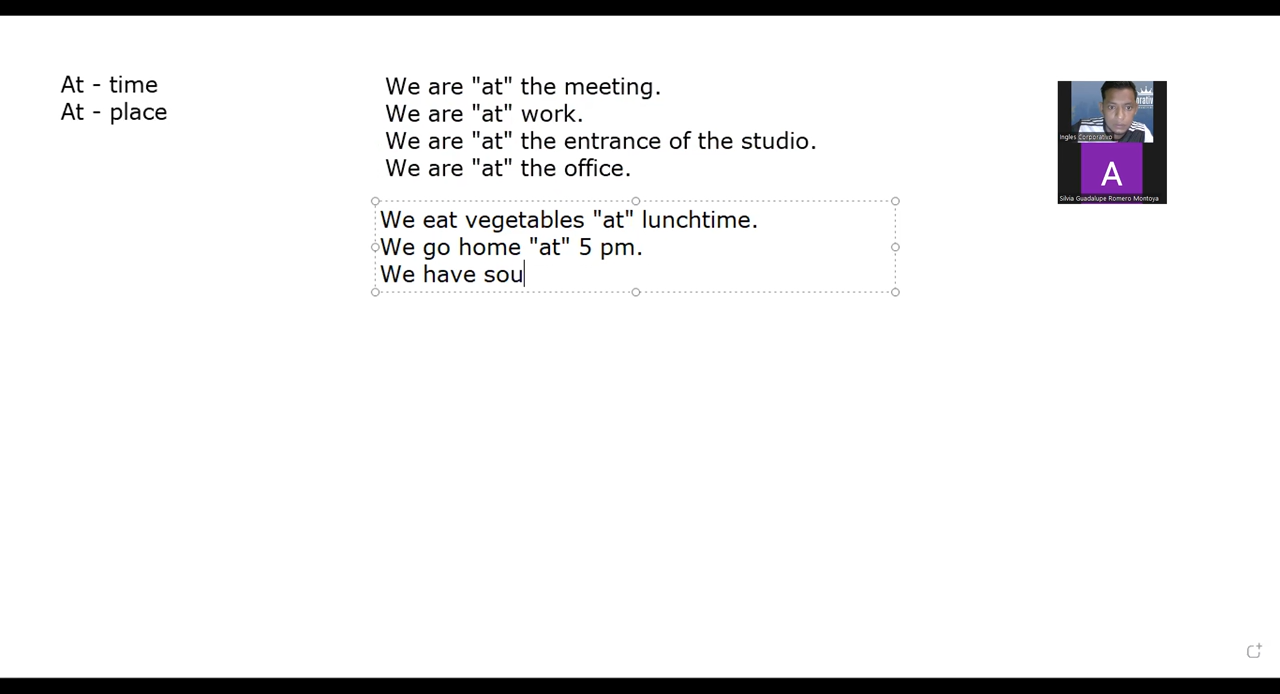 At - time
At - place
We are "at" the meeting.
We are "at" work.
We are "at" the entrance of the studio.
We are "at" the office.
We eat vegetables "at" lunchtime.
We go home "at" 5 pm.
We have sou
Ingles Corporativo
A
Silvia Guadalupe Romero Montoya